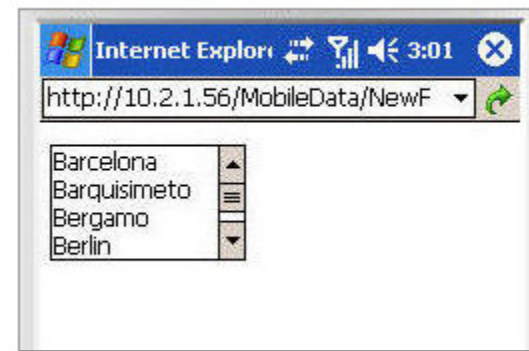 Internet Explor 3:01
http://10.2.1.56/MobileData/NewF
Barcelona
Barquisimeto
Bergamo
Berlin